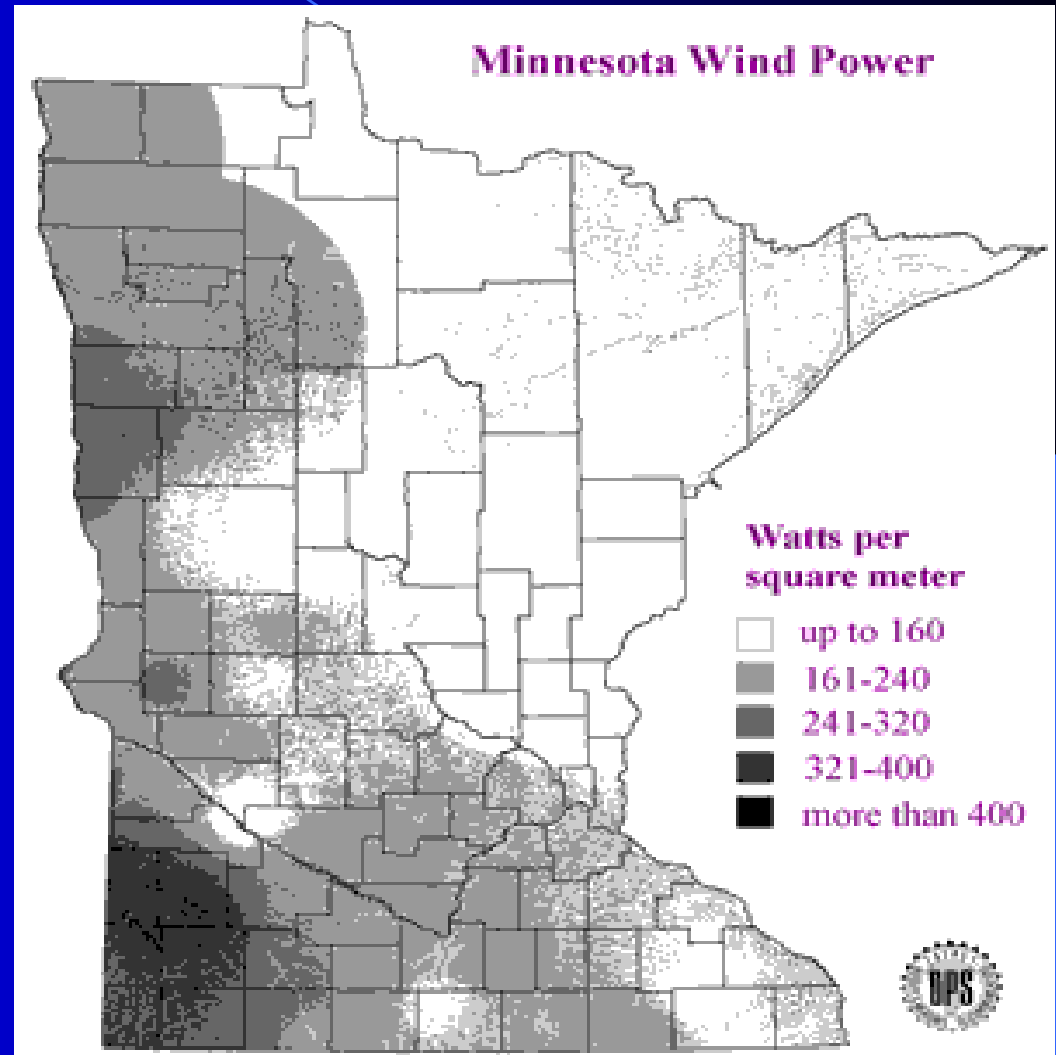 Minnesota Wind Power
Watts per
square meter
up to 160
161-240
241-320
321-400
more than 400
DPS